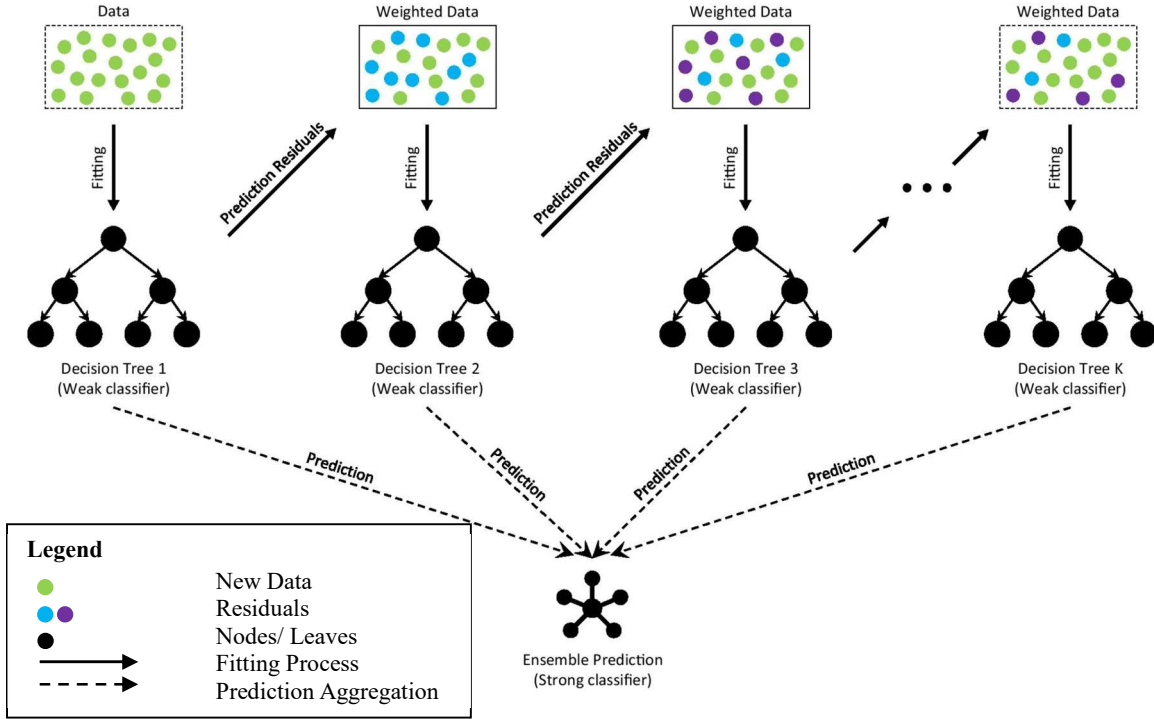 Data
Weighted Data
Weighted Data
Weighted Data
Fitting
Prediction Residuals
Fitting
Prediction Residuals
Fitting
Fitting
Decision Tree 1
(Weak classifier)
Decision Tree 2
(Weak classifier)
Decision Tree 3
(Weak classifier)
Decision Tree K
(Weak classifier)
Prediction
Prediction
Prediction
Prediction
Legend
New Data
Residuals
Nodes/ Leaves
Fitting Process
Prediction Aggregation
Ensemble Prediction
(Strong classifier)